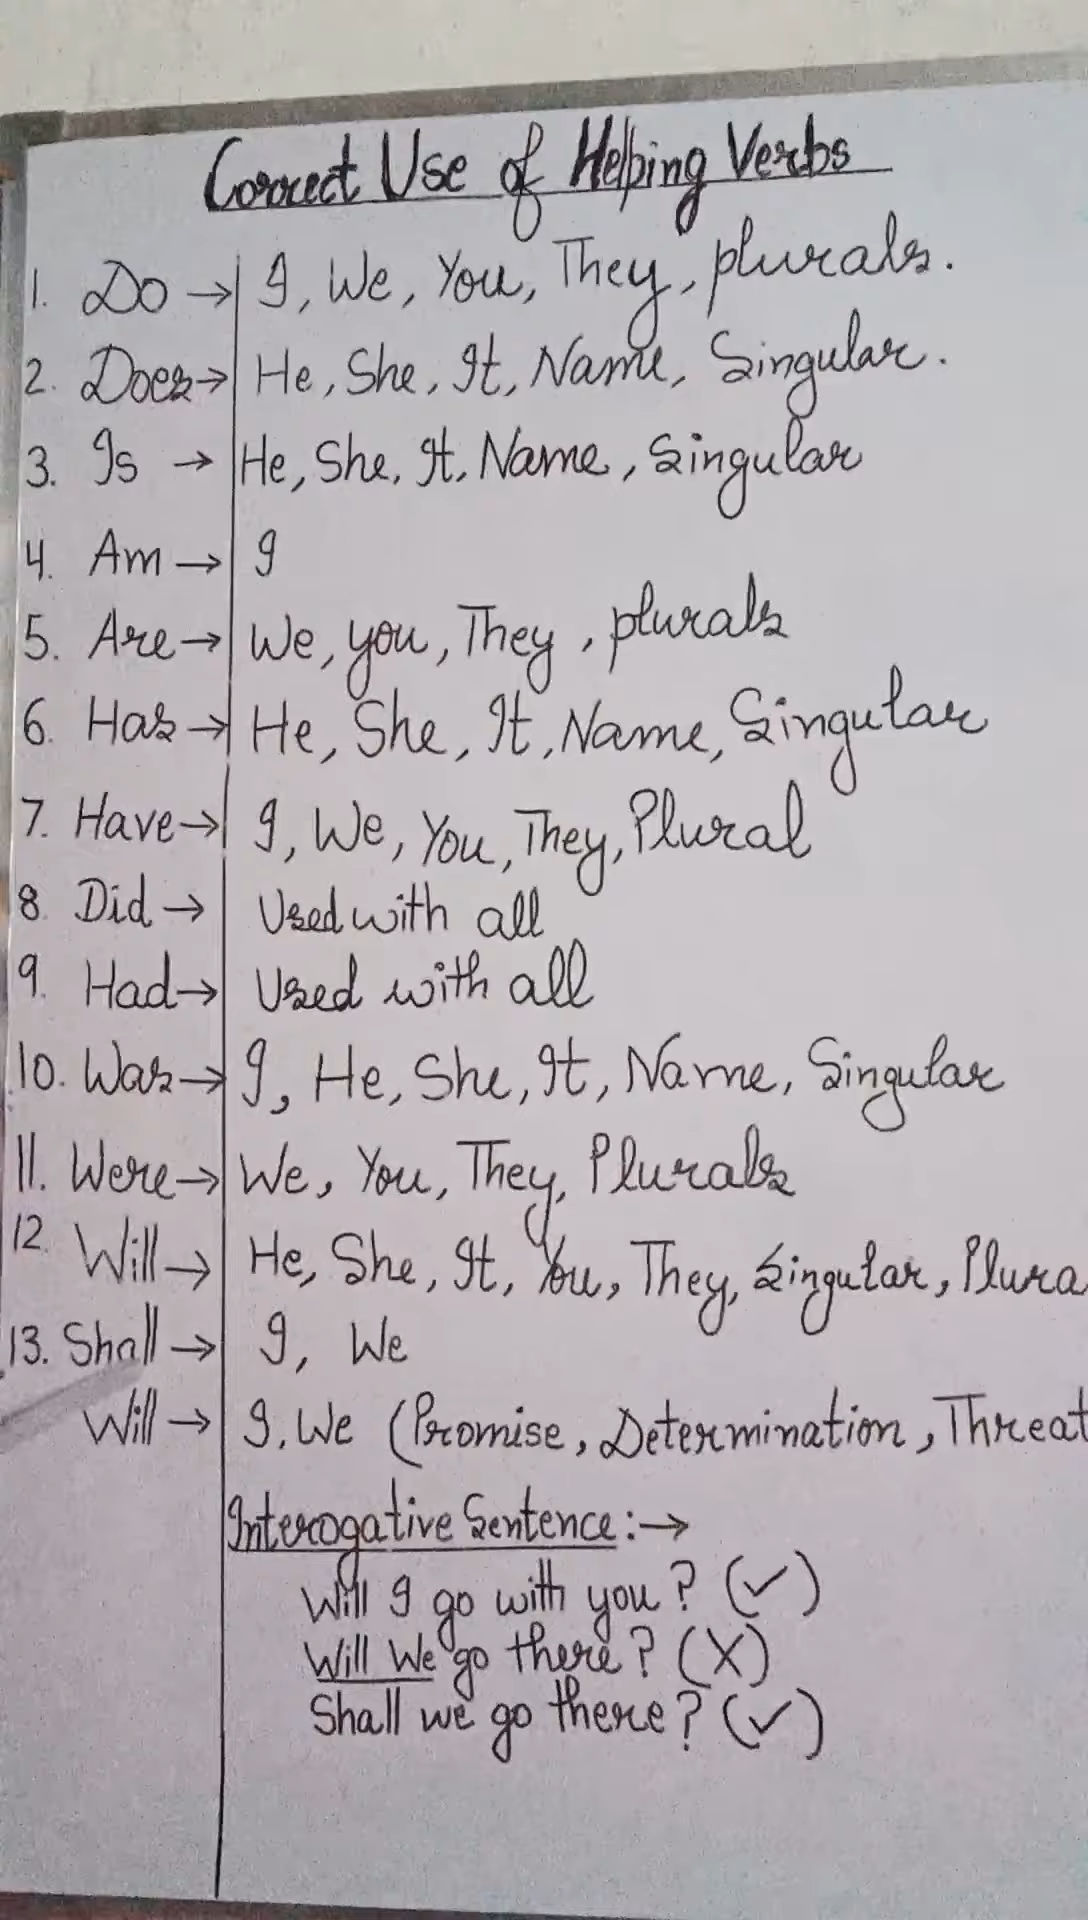 Correct Use of Helping Verbs
1. Do → I, We, You, They, plurals.
2. Does → He, She, It, Name, Singular.
3. Is → He, She, It, Name, Singular
4. Am → I
5. Are → We, you, They, plurals
6. Has → He, She, It, Name, Singular
7. Have → I, We, You, They, Plural
8. Did → Used with all
9. Had → Used with all
10. Was → I, He, She, It, Name, Singular
11. Were → We, You, They, Plurals
12. Will → He, She, It, You, They, Singular, Plura
13. Shall → I, We
Will → I, We (Promise, Determination, Threat
Interogative Sentence :→
Will I go with you? (✓)
Will We go there? (X)
Shall we go there? (✓)